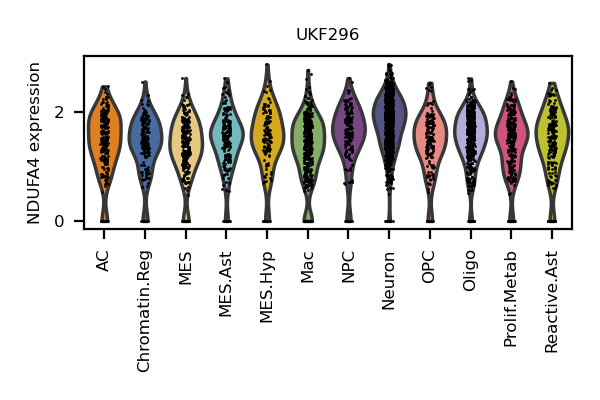 UKF296
NDUFA4 expression
2
0
AC
Chromatin.Reg
MES
MES.Ast
MES.Hyp
Mac
NPC
Neuron
OPC
Oligo
Prolif.Metab
Reactive.Ast